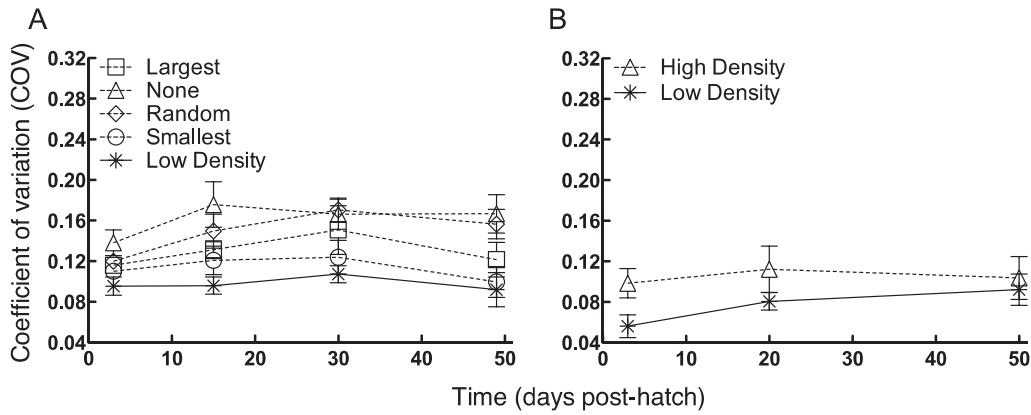 A
B
Coefficient of variation (COV)
0.32
0.28
0.24
0.20
0.16
0.12
0.08
0.04
Largest
None
Random
Smallest
Low Density
0 10 20 30 40 50
0.32
0.28
0.24
0.20
0.16
0.12
0.08
0.04
High Density
Low Density
0 10 20 30 40 50
Time (days post-hatch)